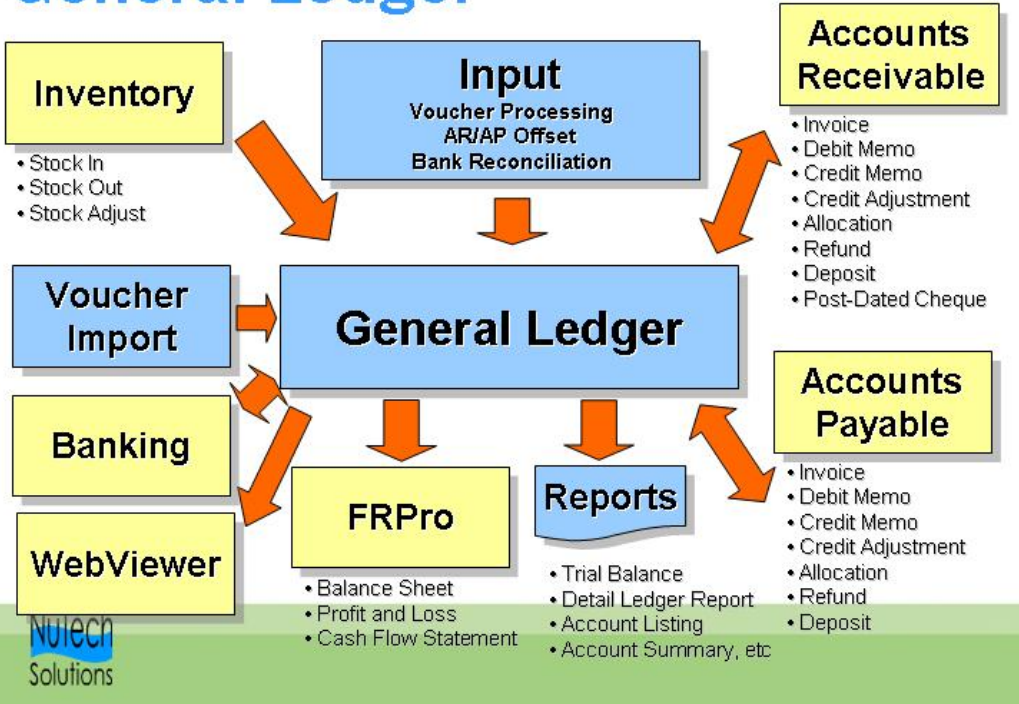 General Ledger
Inventory
• Stock In
• Stock Out
• Stock Adjust
Input
Voucher Processing
AR/AP Offset
Bank Reconciliation
Accounts
Receivable
• Invoice
• Debit Memo
• Credit Memo
• Credit Adjustment
• Allocation
• Refund
• Deposit
• Post-Dated Cheque
Voucher
Import
General Ledger
Banking
WebViewer
FRPro
• Balance Sheet
• Profit and Loss
• Cash Flow Statement
Reports
• Trial Balance
• Detail Ledger Report
• Account Listing
• Account Summary, etc
Accounts
Payable
• Invoice
• Debit Memo
• Credit Memo
• Credit Adjustment
• Allocation
• Refund
• Deposit
NuTech
Solutions